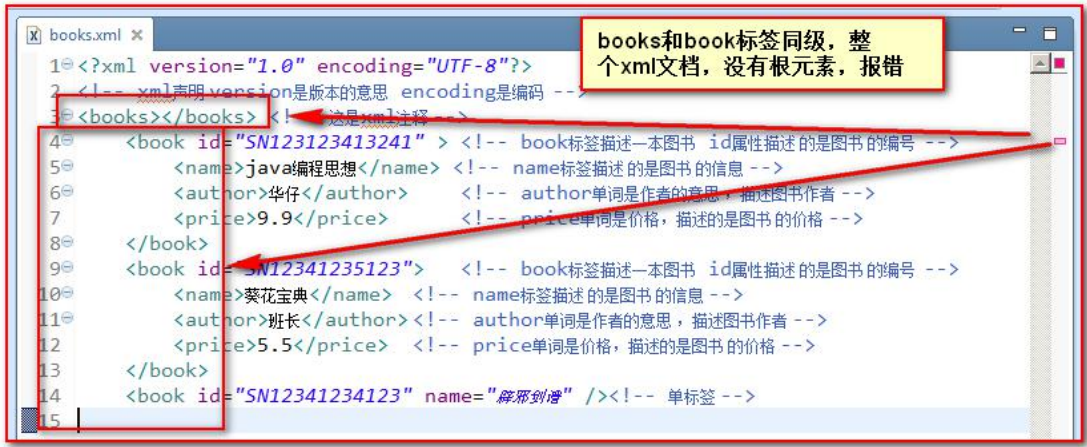 books.xml
books和book标签同级，整
个xml文档，没有根元素，报错
1 <?xml version="1.0" encoding="UTF-8"?>
2 <!-- xml声明 version是版本的意思 encoding是编码 -->
3 <books></books> <!-- 这是xml注释 -->
4 <book id="SN123123413241" > <!-- book标签描述一本图书 id属性描述的是图书的编号 -->
5 <name>java编程思想</name> <!-- name标签描述的是图书的信息 -->
6 <author>华仔</author> <!-- author单词是作者的意思，描述图书作者 -->
7 <price>9.9</price> <!-- price单词是价格，描述的是图书的价格 -->
8 </book>
9 <book id="SN12341235123"> <!-- book标签描述一本图书 id属性描述的是图书的编号 -->
10 <name>葵花宝典</name> <!-- name标签描述的是图书的信息 -->
11 <author>班长</author> <!-- author单词是作者的意思，描述图书作者 -->
12 <price>5.5</price> <!-- price单词是价格，描述的是图书的价格 -->
13 </book>
14 <book id="SN12341234123" name="辟邪剑谱" /><!-- 单标签 -->
15